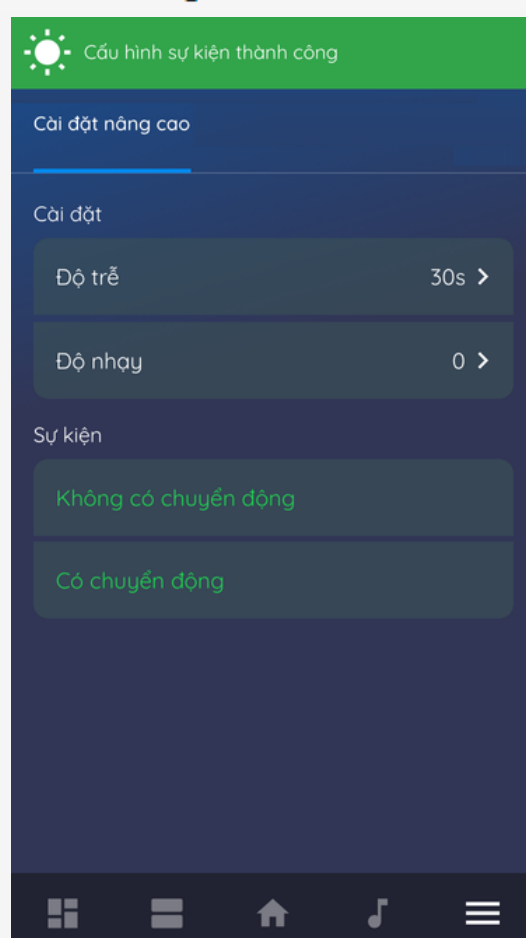 Cấu hình sự kiện thành công
Cài đặt nâng cao
Cài đặt
Độ trễ 30s
Độ nhạy 0
Sự kiện
Không có chuyển động
Có chuyển động